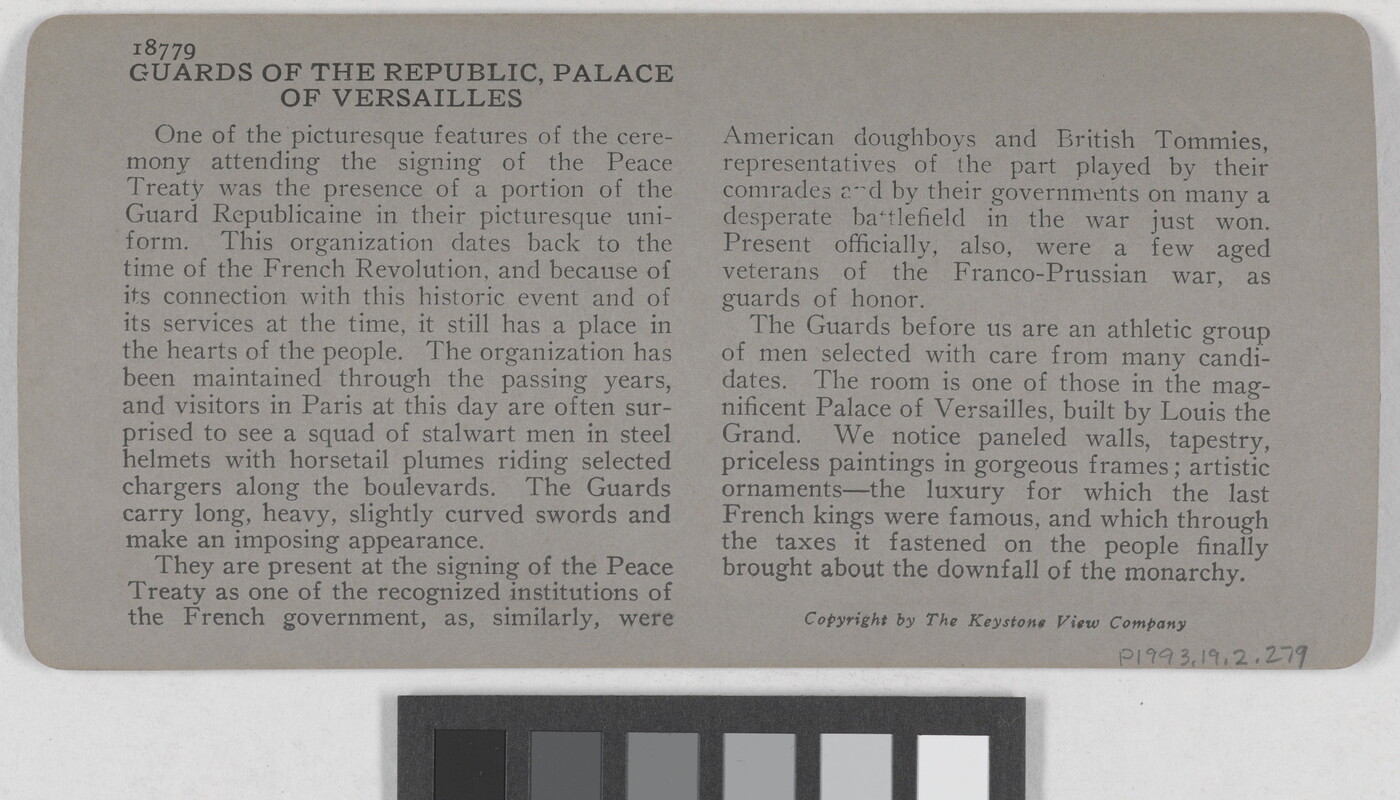 18779
GUARDS OF THE REPUBLIC, PALACE
OF VERSAILLES
One of the picturesque features of the cere-
mony attending the signing of the Peace
Treaty was the presence of a portion of the
Guard Republicaine in their picturesque uni-
form. This organization dates back to the
time of the French Revolution, and because of
its connection with this historic event and of
its services at the time, it still has a place in
the hearts of the people. The organization has
been maintained through the passing years,
and visitors in Paris at this day are often sur-
prised to see a squad of stalwart men in steel
helmets with horsetail plumes riding selected
chargers along the boulevards. The Guards
carry long, heavy, slightly curved swords and
make an imposing appearance.
They are present at the signing of the Peace
Treaty as one of the recognized institutions of
the French government, as, similarly, were
American doughboys and British Tommies,
representatives of the part played by their
comrades and by their governments on many a
desperate battlefield in the war just won.
Present officially, also, were a few aged
veterans of the Franco-Prussian war, as
guards of honor.
The Guards before us are an athletic group
of men selected with care from many candi-
dates. The room is one of those in the mag-
nificent Palace of Versailles, built by Louis the
Grand. We notice paneled walls, tapestry,
priceless paintings in gorgeous frames; artistic
ornaments—the luxury for which the last
French kings were famous, and which through
the taxes it fastened on the people finally
brought about the downfall of the monarchy.
Copyright by The Keystone View Company
P1993.19.2.279